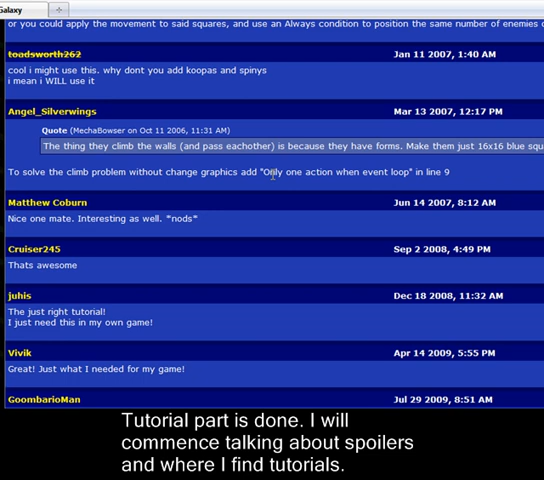 Galaxy
or you could apply the movement to said squares, and use an Always condition to position the same number of enemies
toadsworth262 Jan 11 2007, 1:40 AM
cool i might use this. why dont you add koopas and spinys
i mean i WILL use it
Angel_Silverwings Mar 13 2007, 12:17 PM
Quote (MechaBowser on Oct 11 2006, 11:31 AM)
The thing they climb the walls (and pass eachother) is because they have forms. Make them just 16x16 blue
To solve the climb problem without change graphics add "Only one action when event loop" in line 9
Matthew Coburn Jun 14 2007, 8:12 AM
Nice one mate. Interesting as well. *nods*
Cruiser245 Sep 2 2008, 4:49 PM
Thats awesome
juhis Dec 18 2008, 11:32 AM
The just right tutorial!
I just need this in my own game!
Vivik Apr 14 2009, 5:55 PM
Great! Just what I needed for my game!
GoombarioMan Jul 29 2009, 8:51 AM
Tutorial part is done. I will
commence talking about spoilers
and where I find tutorials.